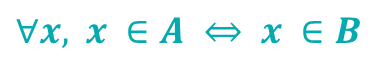 ∀x, x ∈ A ⇔ x ∈ B